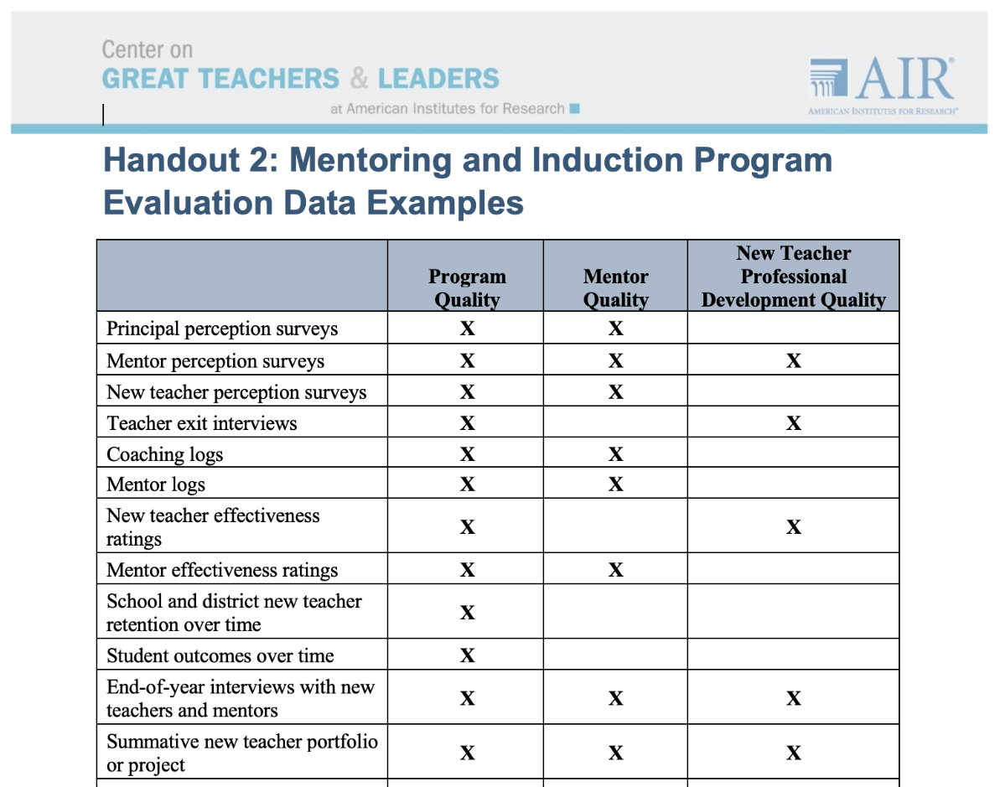 Center on
GREAT TEACHERS & LEADERS
at American Institutes for Research
AIR®
AMERICAN INSTITUTES FOR RESEARCH®
Handout 2: Mentoring and Induction Program
Evaluation Data Examples
Program
Quality
Mentor
Quality
New Teacher
Professional
Development Quality
Principal perception surveys X X
Mentor perception surveys X X X
New teacher perception surveys X X
Teacher exit interviews X X
Coaching logs X X
Mentor logs X X
New teacher effectiveness
ratings X X
Mentor effectiveness ratings X X
School and district new teacher
retention over time X
Student outcomes over time X
End-of-year interviews with new
teachers and mentors X X X
Summative new teacher portfolio
or project X X X